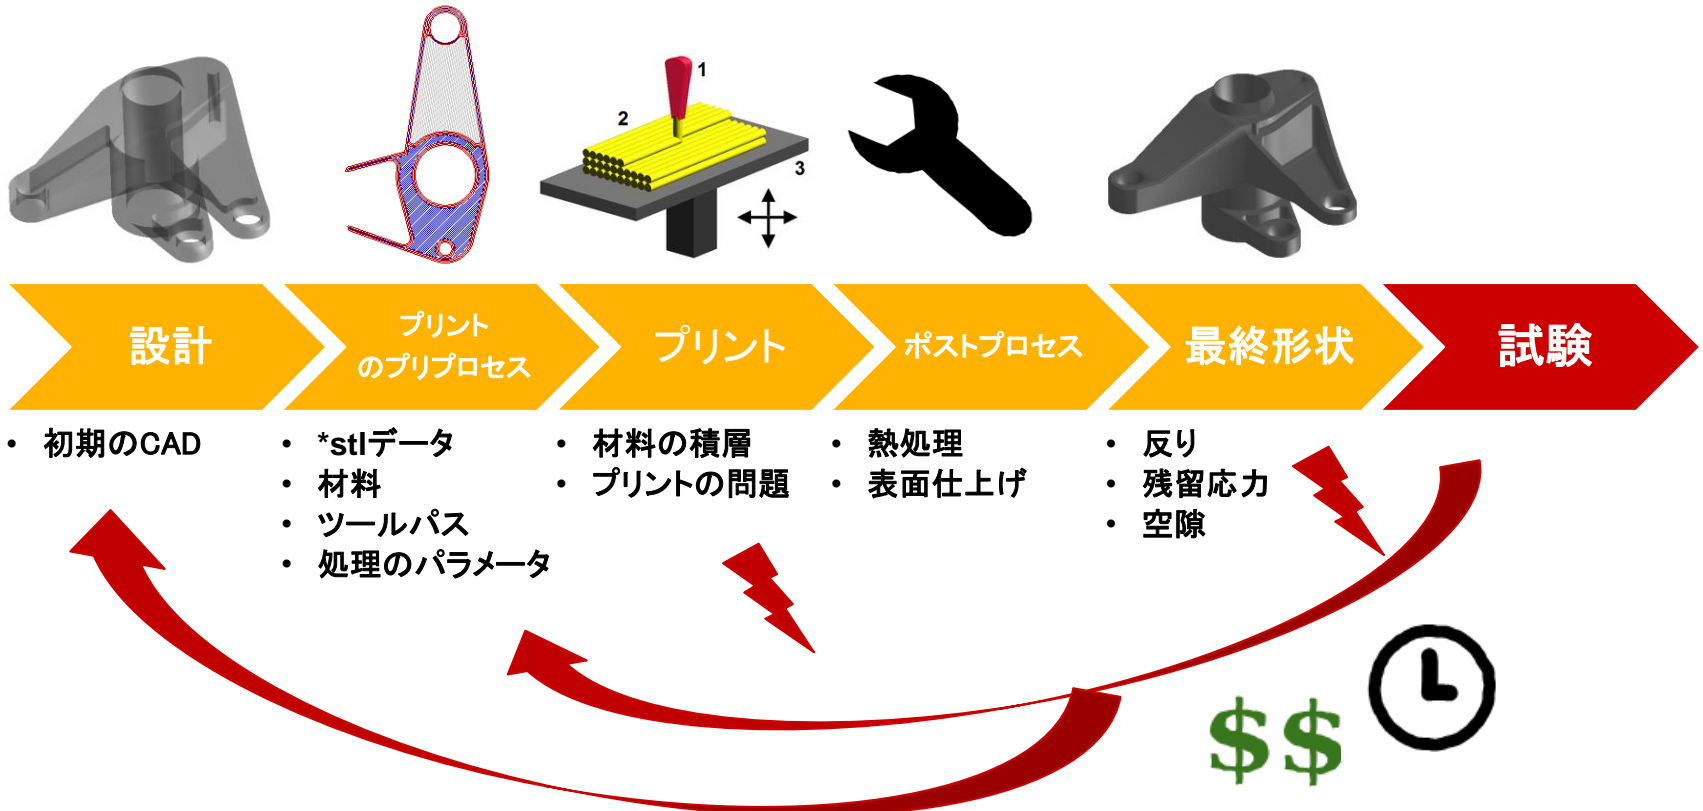 1
2
3
設計
プリント
のプリプロセス
プリント
ポストプロセス
最終形状
試験
• 初期のCAD
• *stlデータ
• 材料
• ツールパス
• 処理のパラメータ
• 材料の積層
• プリントの問題
• 熱処理
• 表面仕上げ
• 反り
• 残留応力
• 空隙
$$